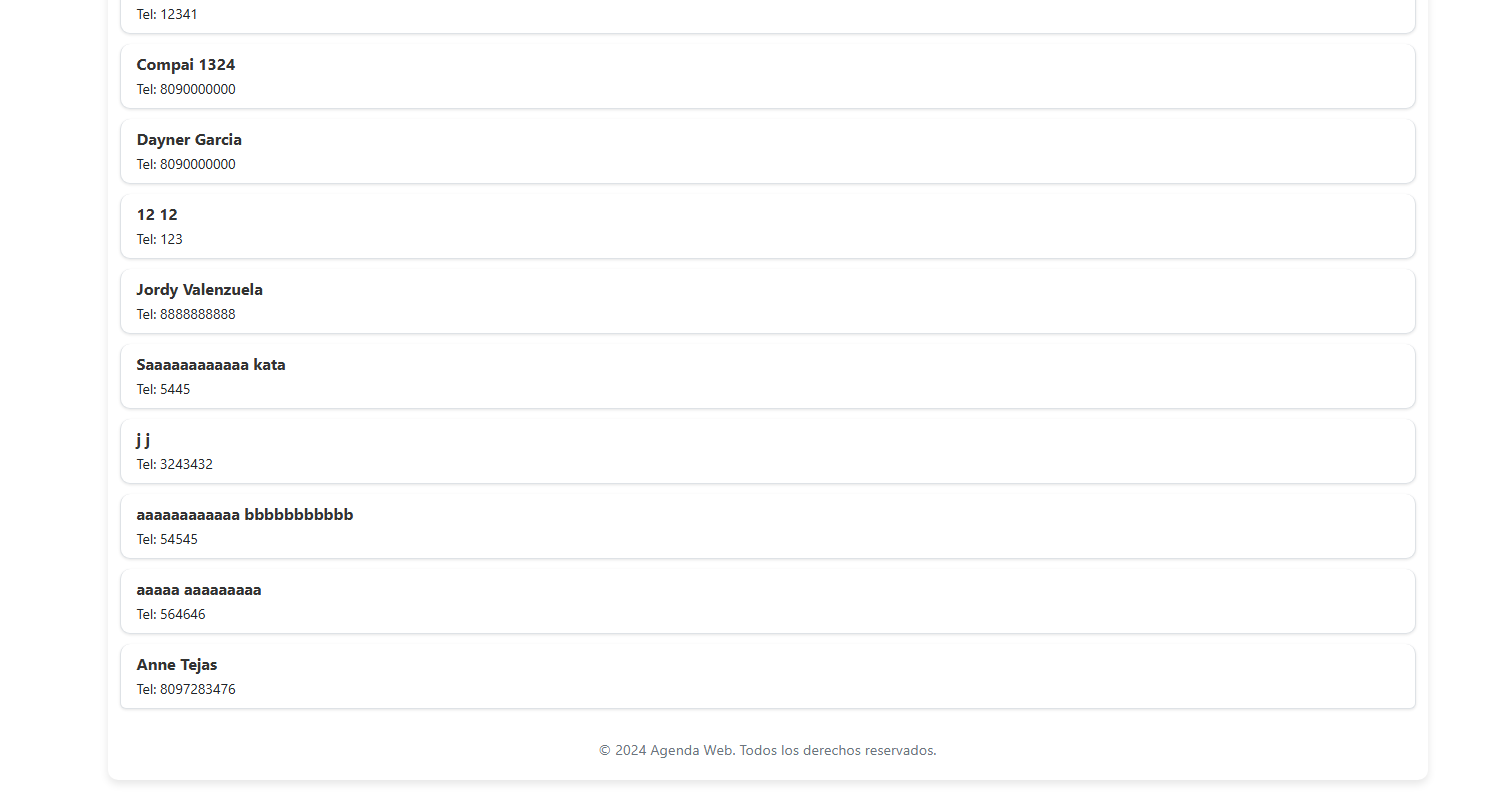 Tel: 12341
Compai 1324
Tel: 8090000000
Dayner Garcia
Tel: 8090000000
12 12
Tel: 123
Jordy Valenzuela
Tel: 8888888888
Saaaaaaaaaaaa kata
Tel: 5445
j j
Tel: 3243432
aaaaaaaaaaaa bbbbbbbbbbb
Tel: 54545
aaaaa aaaaaaaaa
Tel: 564646
Anne Tejas
Tel: 8097283476
© 2024 Agenda Web. Todos los derechos reservados.